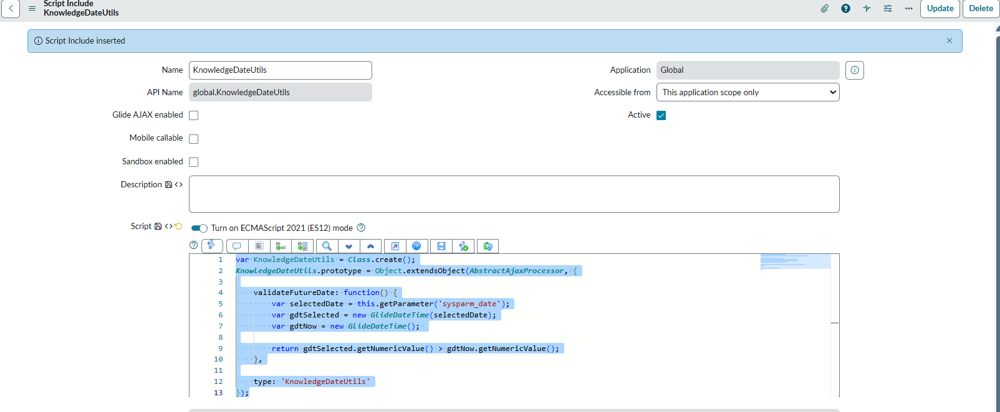 Script Include
KnowledgeDateUtils
Update
Delete
Script Include inserted
Name
KnowledgeDateUtils
Application
Global
API Name
global.KnowledgeDateUtils
Accessible from
This application scope only
Glide AJAX enabled
Active
Mobile callable
Sandbox enabled
Description
Script
Turn on ECMAScript 2021 (ES12) mode
1 var KnowledgeDateUtils = Class.create();
2 KnowledgeDateUtils.prototype = Object.extendsObject(AbstractAjaxProcessor, {
3
4     validateFutureDate: function() {
5         var selectedDate = this.getParameter('sysparm_date');
6         var gdtSelected = new GlideDateTime(selectedDate);
7         var gdtNow = new GlideDateTime();
8
9         return gdtSelected.getNumericValue() > gdtNow.getNumericValue();
10     },
11
12     type: 'KnowledgeDateUtils'
13 });